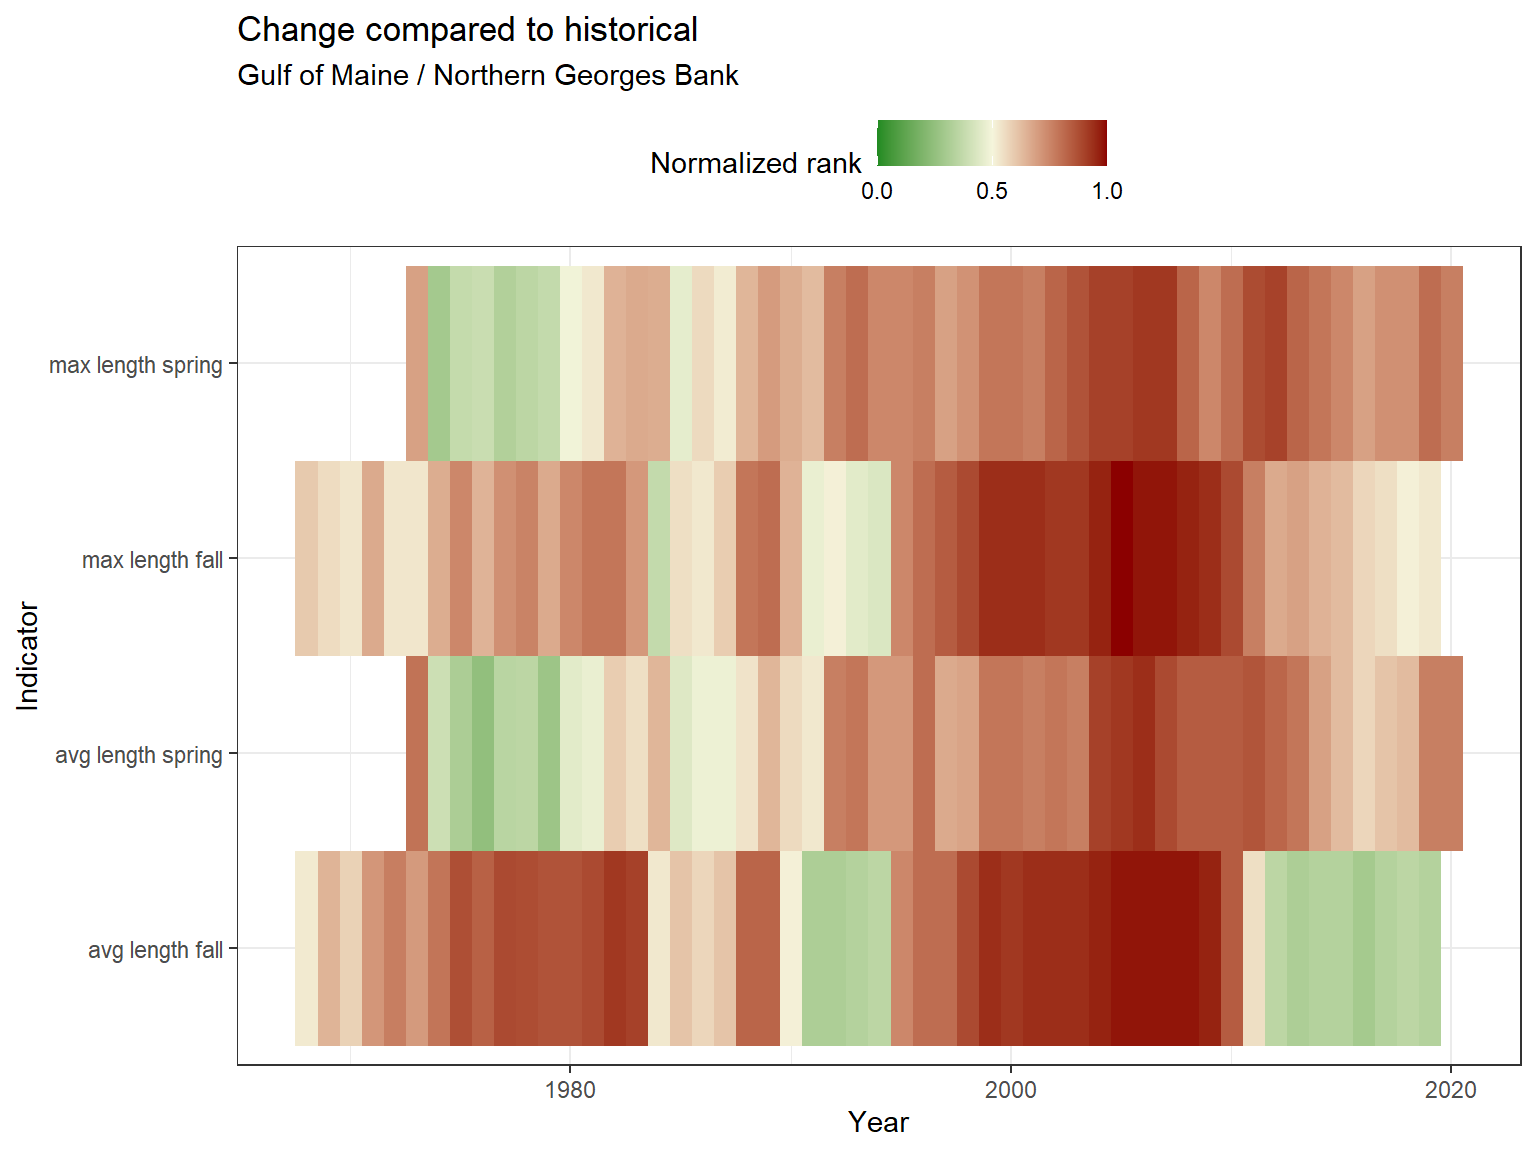 Change compared to historical
Gulf of Maine / Northern Georges Bank
Normalized rank
0.0 0.5 1.0
max length spring
max length fall
avg length spring
avg length fall
Indicator
1980 2000 2020
Year